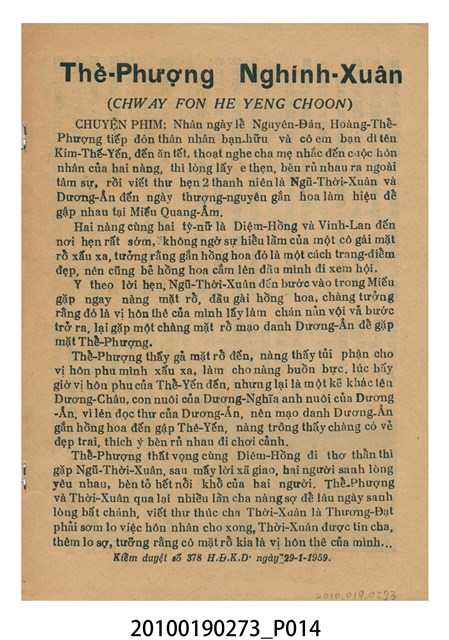 Thề-Phượng Nghinh-Xuân
(CHWAY FON HE YENG CHOON)
CHUYỆN PHIM: Nhân ngày lễ Nguyên-Đán, Hoàng-Thề-
Phượng tiếp đón thân nhân bạn-hữu và cô em bạn dì tên
Kim-Thế-Yến, đến ăn tết, thoạt nghe cha mẹ nhắc đến cuộc hôn
nhân của hai nàng, thì lòng lấy e thẹn, bèn rủ nhau ra ngoài
tâm sự, rồi viết thư hẹn 2 thanh niên là Ngũ-Thời-Xuân và
Dương-Ân đến ngày thượng-nguyên gắn hoa làm hiệu để
gặp nhau tại Miếu Quang-Âm.
Hai nàng cùng hai tỳ-nữ là Diệm-Hồng và Vinh-Lan đến
nơi hẹn rất sớm, không ngờ sự hiểu lầm của một cô gái mặt
rỗ xấu xa, tưởng rằng gắn hồng hoa đó là một cách trang-điểm
đẹp, nên cũng bẻ hồng hoa cắm lên đầu mình đi xem hội.
Y theo lời hẹn, Ngũ-Thời-Xuân đến bước vào trong Miếu
gặp ngay nàng mặt rỗ, đầu gài hồng hoa, chàng tưởng
rằng đó là vị hôn thê của mình lấy làm chán nản vội vả bước
trở ra, lại gặp một chàng mặt rỗ mạo danh Dương-Ân để gặp
mặt Thề-Phượng.
Thề-Phượng thấy gả mặt rỗ đến, nàng thấy tủi phận cho
vị hôn phu mình xấu xa, làm cho nàng buồn bực, lúc bấy
giờ vị hôn phu của Thề-Yến đến, nhưng lại là một kẻ khác tên
Dương-Châu, con nuôi của Dương-Nghĩa anh nuôi của Dương
-Ân, vì lén đọc thư của Dương-Ân, nên mạo danh Dương-Ân
gắn hồng hoa đến gặp Thê-Yến, nàng trông thấy chàng có vẻ
đẹp trai, thích ý bèn rủ nhau đi chơi cảnh.
Thề-Phượng thất vọng cùng Diêm-Hồng đi thơ thẩn thì
gặp Ngũ-Thời-Xuân, sau mấy lời xã giao, hai người sanh lòng
yêu nhau, bèn tỏ hết nổi khổ của hai người. Thề-Phượng
và Thời-Xuân qua lại nhiều lần cha nàng sợ để lâu ngày sanh
lòng bất chánh, viết thư thúc cha Thời-Xuân là Thương-Đạt
phải sớm lo việc hôn nhân cho xong, Thời-Xuân được tin cha,
thêm lo sợ, tưởng rằng cô mặt rỗ kia là vị hôn thê của mình...
Kiểm duyệt số 378 H.Đ.K.D. ngày 29-1-1959.
2010.019.0273
20100190273_P014